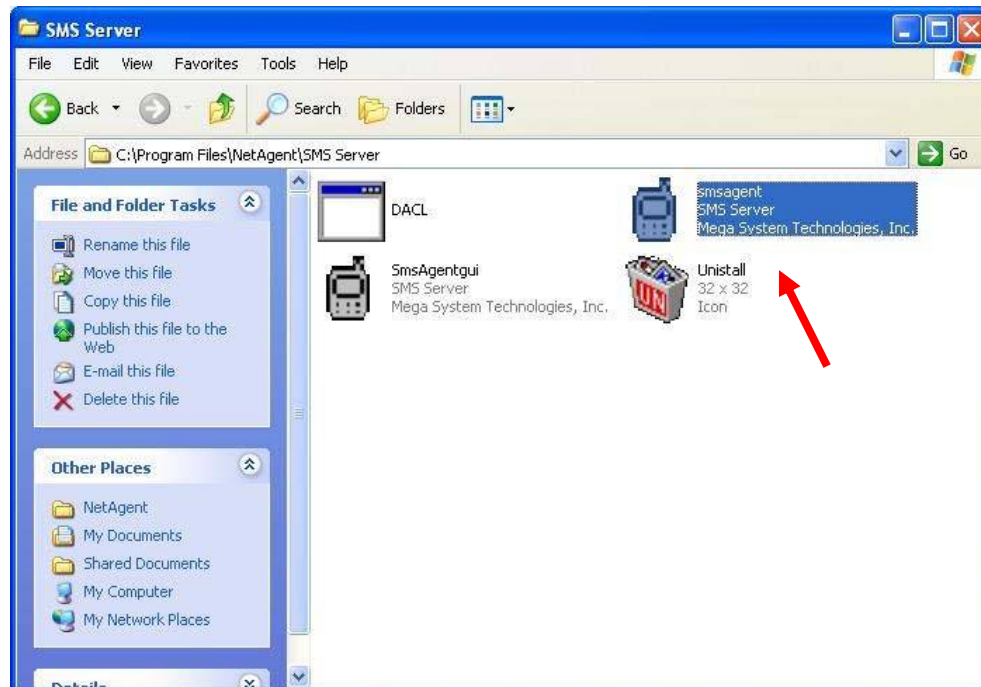 SMS Server
File Edit View Favorites Tools Help
Back Search Folders
Address C:\Program Files\NetAgent\SMS Server Go
File and Folder Tasks
Rename this file
Move this file
Copy this file
Publish this file to the
Web
E-mail this file
Delete this file
Other Places
NetAgent
My Documents
Shared Documents
My Computer
My Network Places
Details
DACL
smsagent
SMS Server
Mega System Technologies, Inc.
SmsAgentgui
SMS Server
Mega System Technologies, Inc.
Unistall
32 x 32
Icon
UN